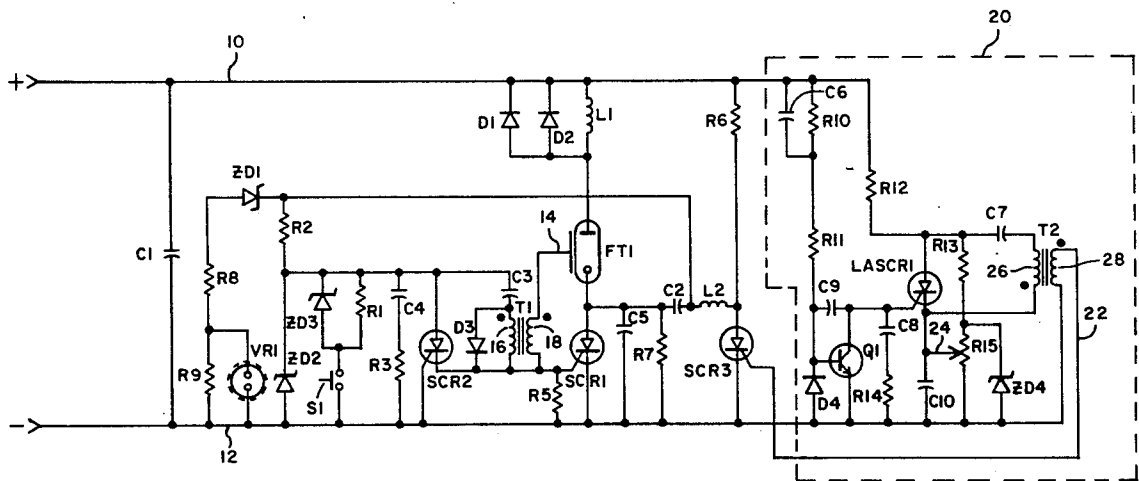 20
10
+
C6
R10
D1
D2
L1
R6
ZD1
R12
14
R2
FT1
C7
T2
R11
R13
C1
26
28
LASCR1
R8
C3
C2
L2
T1
C9
22
R1
C4
D3
C5
R7
C8
24
ZD3
16
18
Q1
R15
VR1
ZD2
R3
SCR3
R9
SCR2
SCR1
R5
D4
R14
C10
ZD4
S1
−
12